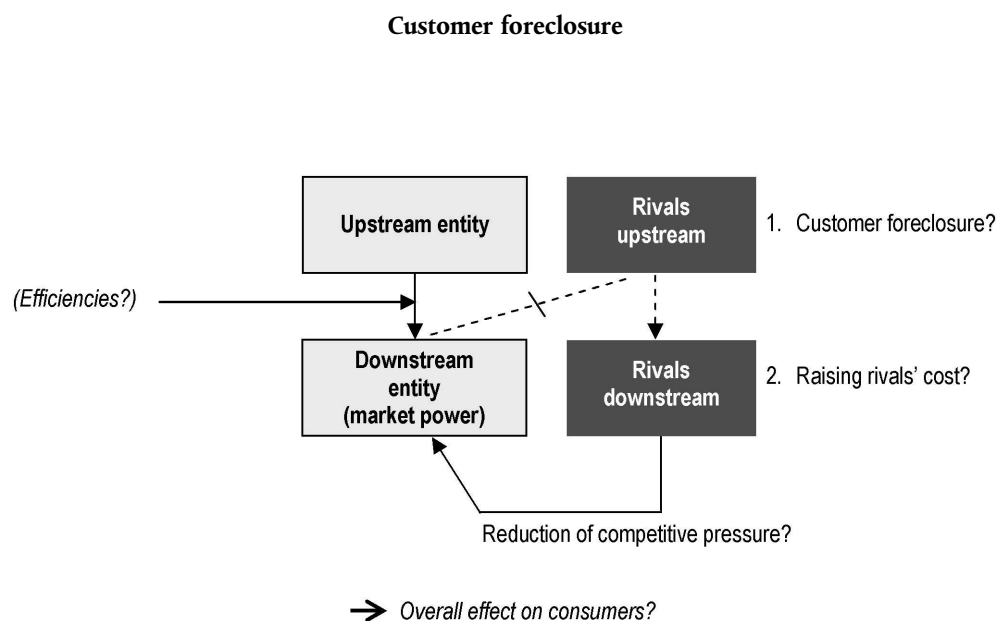 Customer foreclosure
Upstream entity
Rivals
upstream
1. Customer foreclosure?
(Efficiencies?)
Downstream
entity
(market power)
Rivals
downstream
2. Raising rivals’ cost?
Reduction of competitive pressure?
Overall effect on consumers?